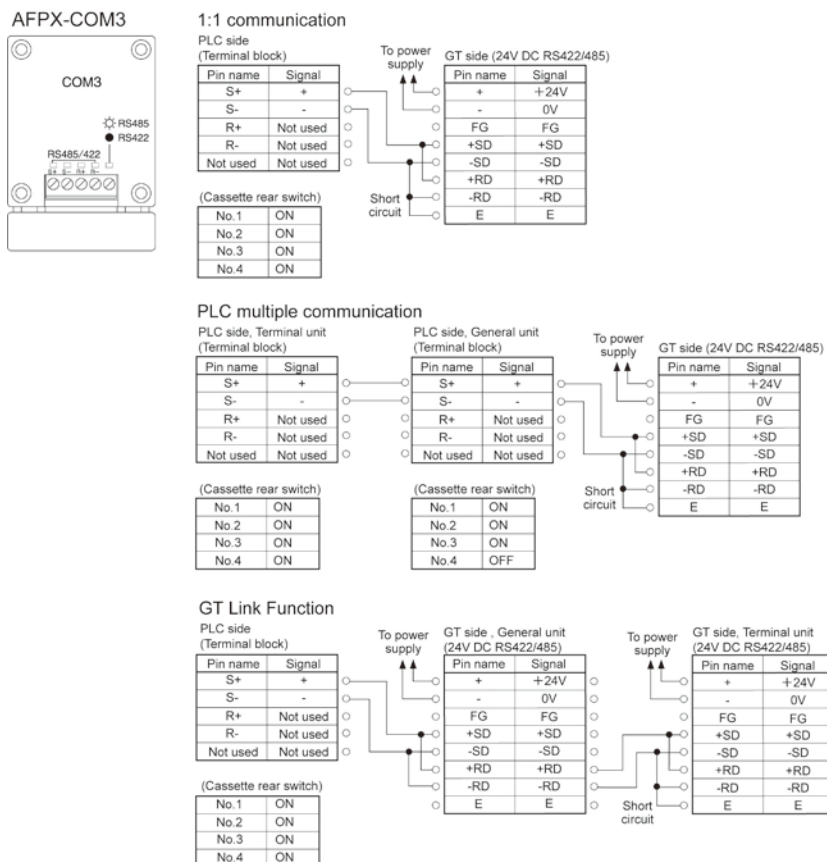 AFPX-COM3
COM3
RS485
RS422
RS485/422
S+ S- R+ R-
1:1 communication
PLC side
(Terminal block)
Pin name Signal
S+ +
S- -
R+ Not used
R- Not used
Not used Not used
(Cassette rear switch)
No.1 ON
No.2 ON
No.3 ON
No.4 ON
To power
supply
Short
circuit
GT side (24V DC RS422/485)
Pin name Signal
+ +24V
- 0V
FG FG
+SD +SD
-SD -SD
+RD +RD
-RD -RD
E E
PLC multiple communication
PLC side, Terminal unit
(Terminal block)
Pin name Signal
S+ +
S- -
R+ Not used
R- Not used
Not used Not used
(Cassette rear switch)
No.1 ON
No.2 ON
No.3 ON
No.4 ON
PLC side, General unit
(Terminal block)
Pin name Signal
S+ +
S- -
R+ Not used
R- Not used
Not used Not used
(Cassette rear switch)
No.1 ON
No.2 ON
No.3 ON
No.4 OFF
To power
supply
Short
circuit
GT side (24V DC RS422/485)
Pin name Signal
+ +24V
- 0V
FG FG
+SD +SD
-SD -SD
+RD +RD
-RD -RD
E E
GT Link Function
PLC side
(Terminal block)
Pin name Signal
S+ +
S- -
R+ Not used
R- Not used
Not used Not used
(Cassette rear switch)
No.1 ON
No.2 ON
No.3 ON
No.4 ON
To power
supply
GT side , General unit
(24V DC RS422/485)
Pin name Signal
+ +24V
- 0V
FG FG
+SD +SD
-SD -SD
+RD +RD
-RD -RD
E E
To power
supply
Short
circuit
GT side, Terminal unit
(24V DC RS422/485)
Pin name Signal
+ +24V
- 0V
FG FG
+SD +SD
-SD -SD
+RD +RD
-RD -RD
E E